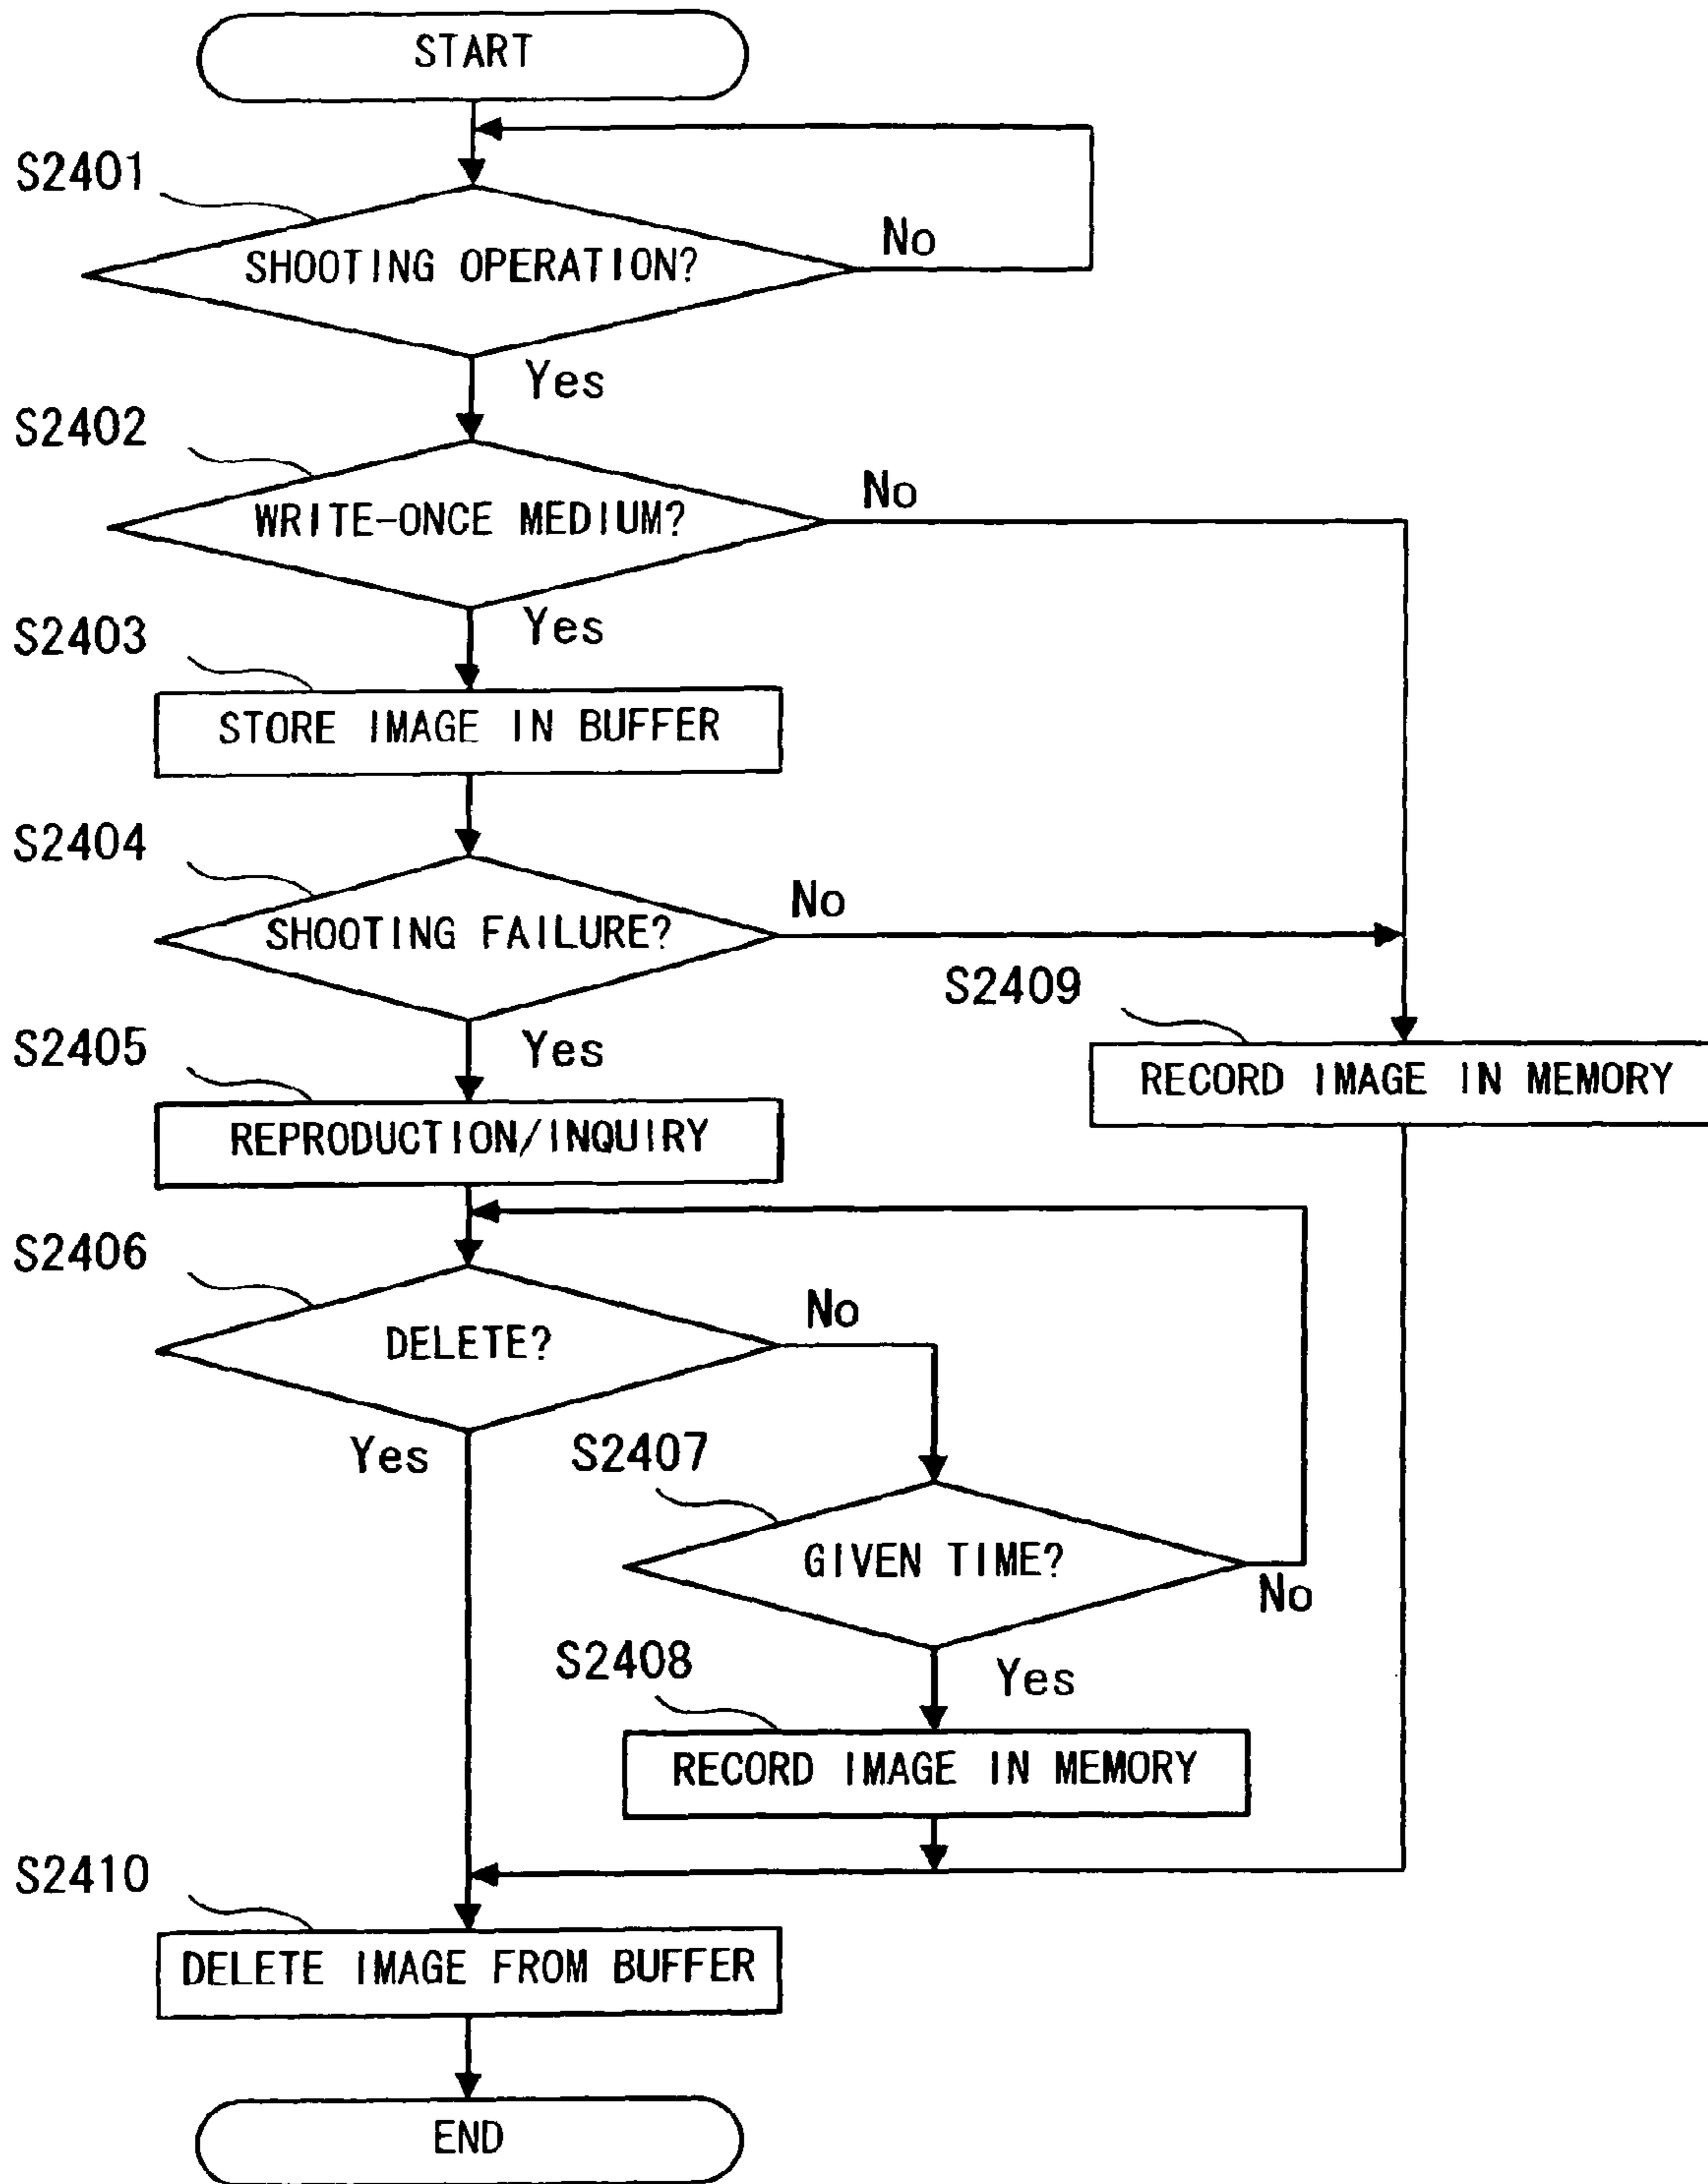 START
S2401
SHOOTING OPERATION?
No
Yes
S2402
WRITE-ONCE MEDIUM?
No
Yes
S2403
STORE IMAGE IN BUFFER
S2404
SHOOTING FAILURE?
No
Yes
S2409
RECORD IMAGE IN MEMORY
S2405
REPRODUCTION/INQUIRY
S2406
DELETE?
No
Yes
S2407
GIVEN TIME?
No
Yes
S2408
RECORD IMAGE IN MEMORY
S2410
DELETE IMAGE FROM BUFFER
END